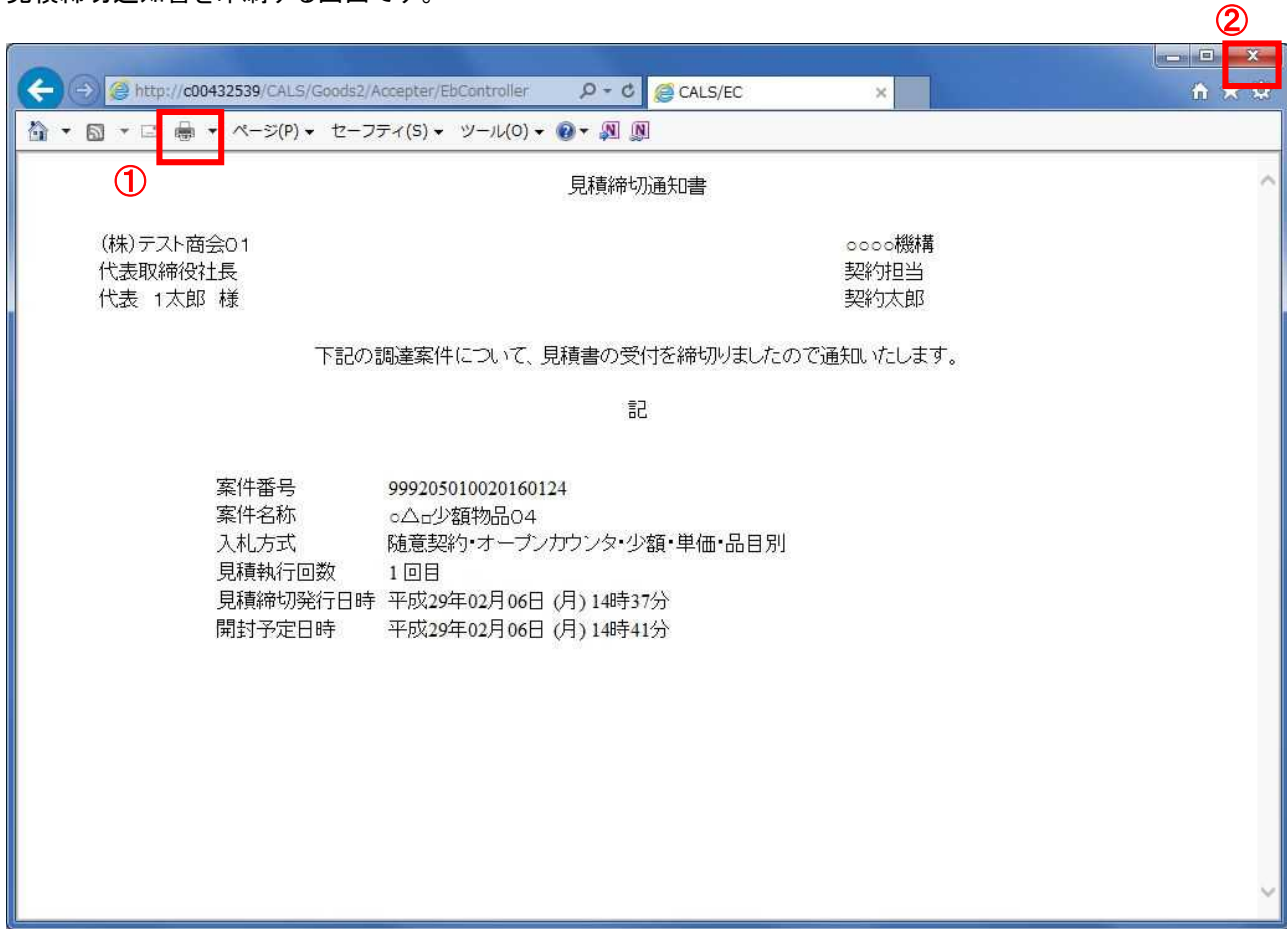 見積締切通知書を印刷する画面です。
②
http://c00432539/CALS/Goods2/Accepter/EbController
CALS/EC
ページ(P) セーフティ(S) ツール(O)
①
見積締切通知書
(株)テスト商会01
○○○○機構
代表取締役社長
契約担当
代表 1太郎 様
契約太郎
下記の調達案件について、見積書の受付を締切りましたので通知いたします。
記
案件番号 999205010020160124
案件名称 ○△□少額物品04
入札方式 随意契約・オープンカウンタ・少額・単価・品目別
見積執行回数 1回目
見積締切発行日時 平成29年02月06日 (月) 14時37分
開封予定日時 平成29年02月06日 (月) 14時41分